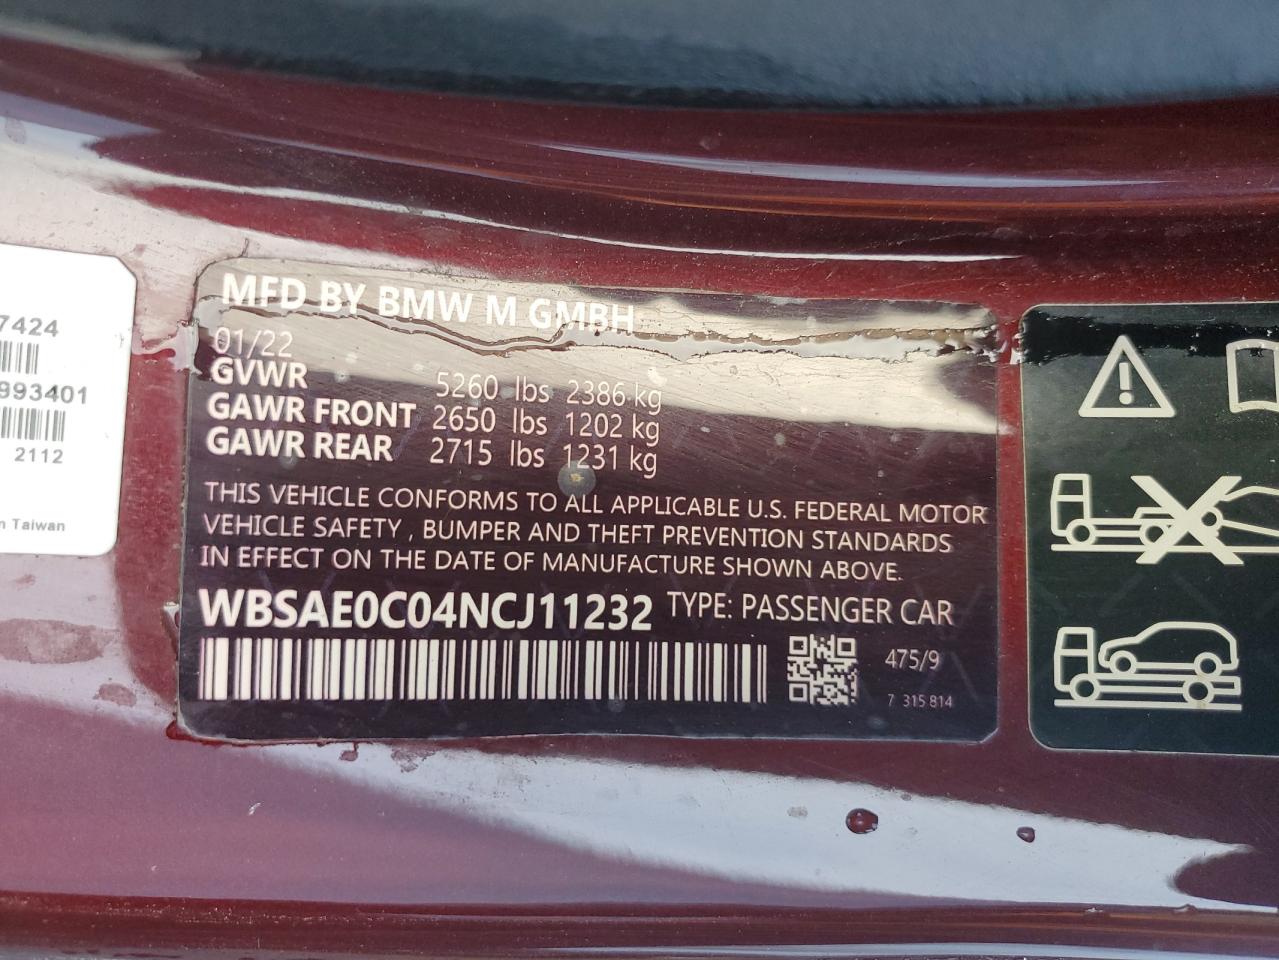 7424
993401
2112
n Taiwan
MFD BY BMW M GMBH
01/22
GVWR 5260 lbs 2386 kg
GAWR FRONT 2650 lbs 1202 kg
GAWR REAR 2715 lbs 1231 kg
THIS VEHICLE CONFORMS TO ALL APPLICABLE U.S. FEDERAL MOTOR
VEHICLE SAFETY , BUMPER AND THEFT PREVENTION STANDARDS
IN EFFECT ON THE DATE OF MANUFACTURE SHOWN ABOVE.
WBSAE0C04NCJ11232 TYPE: PASSENGER CAR
475/9
7 315 814